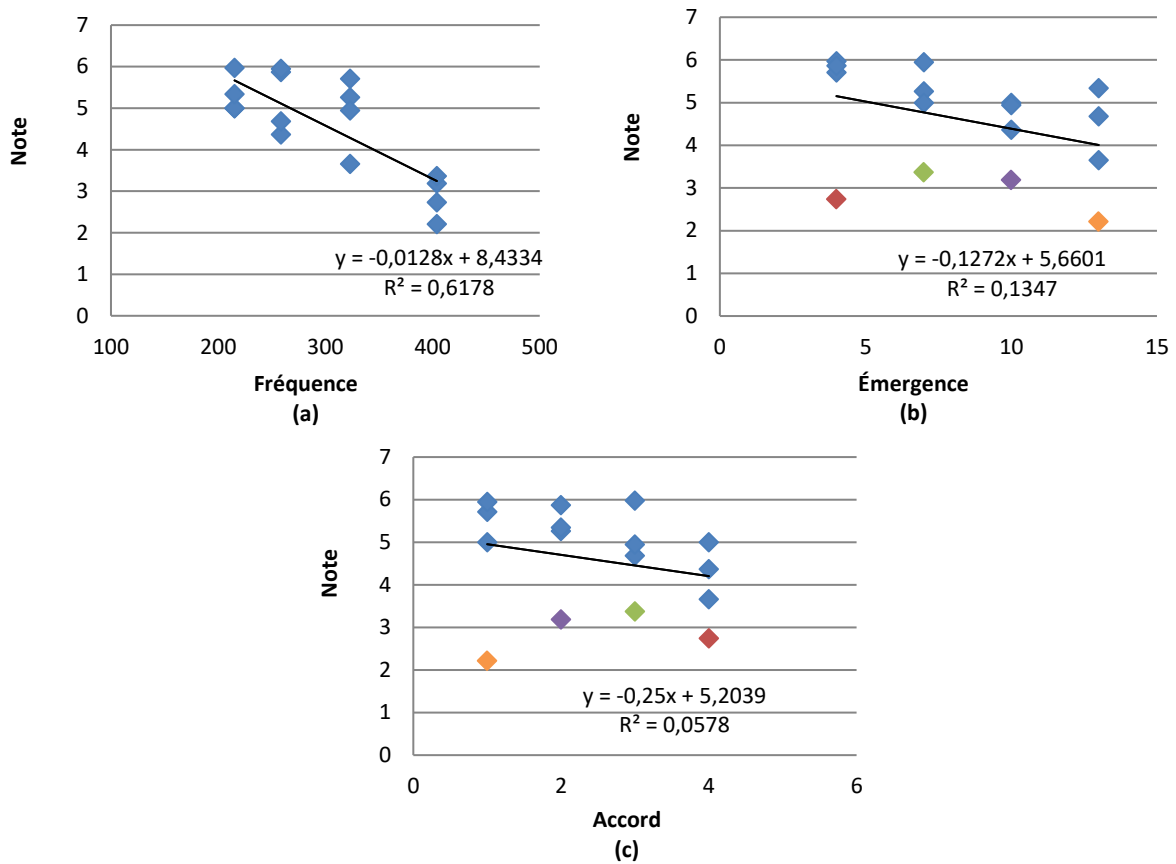 7
6
5
4
3
2
1
0
Note
y = -0,0128x + 8,4334
R² = 0,6178
100 200 300 400 500
Fréquence
(a)
7
6
5
4
3
2
1
0
Note
y = -0,1272x + 5,6601
R² = 0,1347
0 5 10 15
Émergence
(b)
7
6
5
4
3
2
1
0
Note
y = -0,25x + 5,2039
R² = 0,0578
0 2 4 6
Accord
(c)